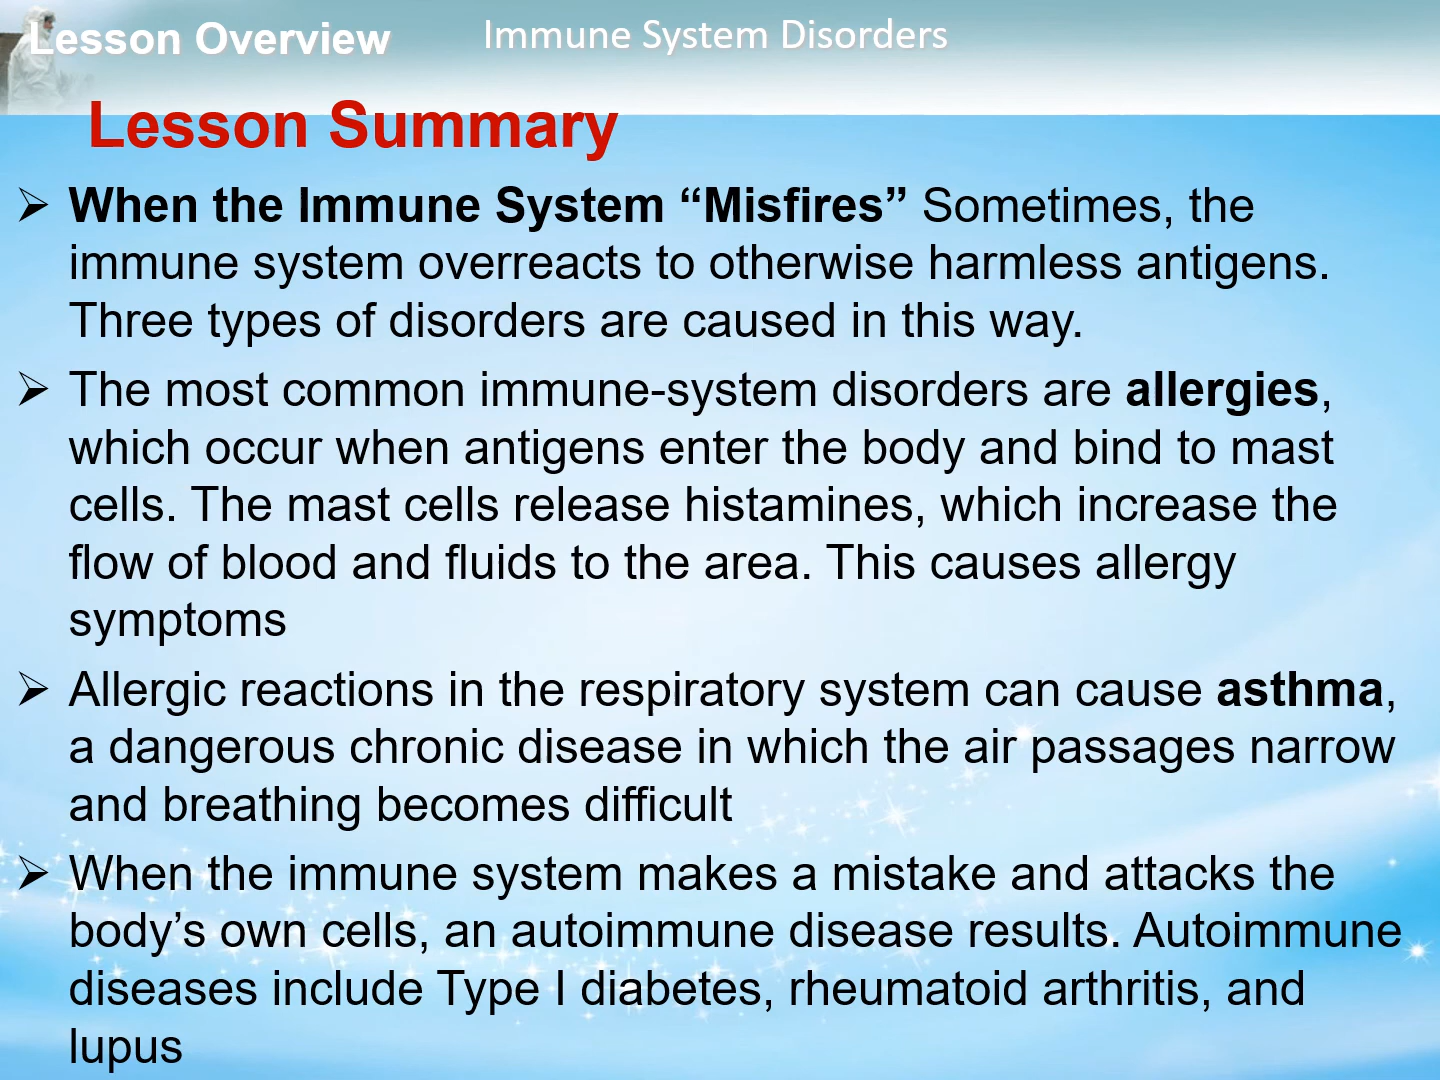 Lesson Overview
Immune System Disorders
Lesson Summary
➢ When the Immune System “Misfires” Sometimes, the
immune system overreacts to otherwise harmless antigens.
Three types of disorders are caused in this way.
➢ The most common immune-system disorders are allergies,
which occur when antigens enter the body and bind to mast
cells. The mast cells release histamines, which increase the
flow of blood and fluids to the area. This causes allergy
symptoms
➢ Allergic reactions in the respiratory system can cause asthma,
a dangerous chronic disease in which the air passages narrow
and breathing becomes difficult
➢ When the immune system makes a mistake and attacks the
body’s own cells, an autoimmune disease results. Autoimmune
diseases include Type I diabetes, rheumatoid arthritis, and
lupus